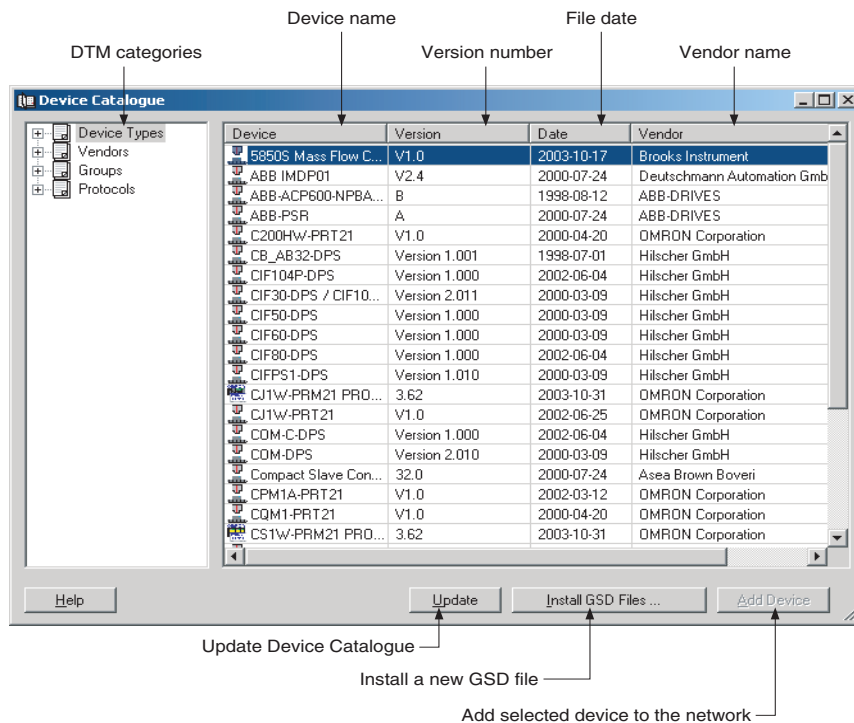 Device name File date
DTM categories Version number Vendor name
Device Catalogue
Device Types
Vendors
Groups
Protocols
Device Version Date Vendor
5850S Mass Flow C... V1.0 2003-10-17 Brooks Instrument
ABB IMDP01 V2.4 2000-07-24 Deutschmann Automation Gmb
ABB-ACP600-NPBA... B 1998-08-12 ABB-DRIVES
ABB-PSR A 2000-07-24 ABB-DRIVES
C200HW-PRT21 V1.0 2000-04-20 OMRON Corporation
CB_AB32-DPS Version 1.001 1998-07-01 Hilscher GmbH
CIF104P-DPS Version 1.000 2002-06-04 Hilscher GmbH
CIF30-DPS / CIF10... Version 2.011 2000-03-09 Hilscher GmbH
CIF50-DPS Version 1.000 2000-03-09 Hilscher GmbH
CIF60-DPS Version 1.000 2000-03-09 Hilscher GmbH
CIF80-DPS Version 1.000 2002-06-04 Hilscher GmbH
CIFPS1-DPS Version 1.010 2000-03-09 Hilscher GmbH
CJ1W-PRM21 PRO... 3.62 2003-10-31 OMRON Corporation
CJ1W-PRT21 V1.0 2002-06-25 OMRON Corporation
COM-C-DPS Version 1.000 2002-06-04 Hilscher GmbH
COM-DPS Version 2.010 2000-03-09 Hilscher GmbH
Compact Slave Con... 32.0 2000-07-24 Asea Brown Boveri
CPM1A-PRT21 V1.0 2002-03-12 OMRON Corporation
CQM1-PRT21 V1.0 2000-04-20 OMRON Corporation
CS1W-PRM21 PRO... 3.62 2003-10-31 OMRON Corporation
Help Update Install GSD Files ... Add Device
Update Device Catalogue
Install a new GSD file
Add selected device to the network